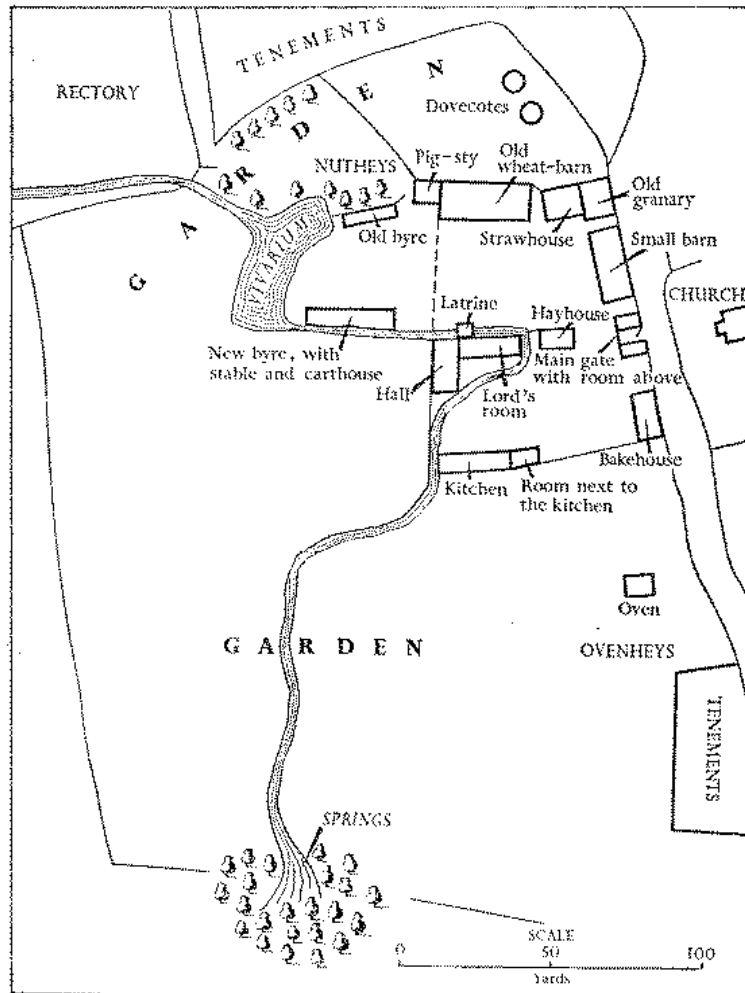 TENEMENTS
RECTORY
GARDEN
Dovecotes
NUTHEYS
Pig-sty
Old
wheat-barn
Old
granary
Old byre
Strawhouse
Small barn
VIVARIUM
Latrine
Hayhouse
CHURCH
New byre, with
stable and carthouse
Main gate
with room above
Hall
Lord's
room
Bakehouse
Kitchen
Room next to
the kitchen
Oven
GARDEN
OVENHEYS
TENEMENTS
SPRINGS
SCALE
0 50 100
Yards